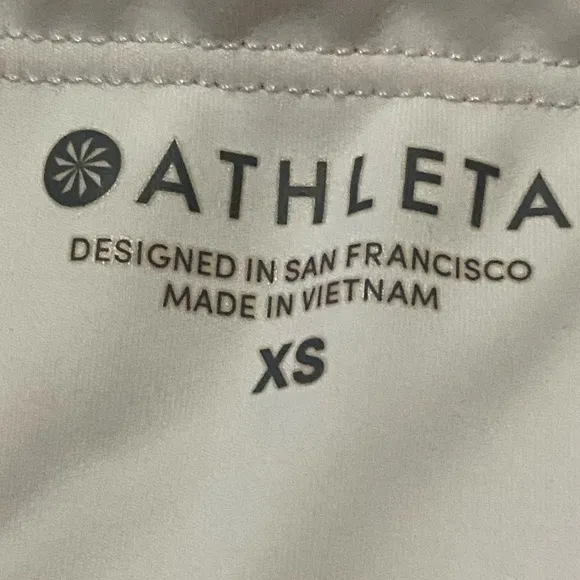 ATHLETA
DESIGNED IN SAN FRANCISCO
MADE IN VIETNAM
XS